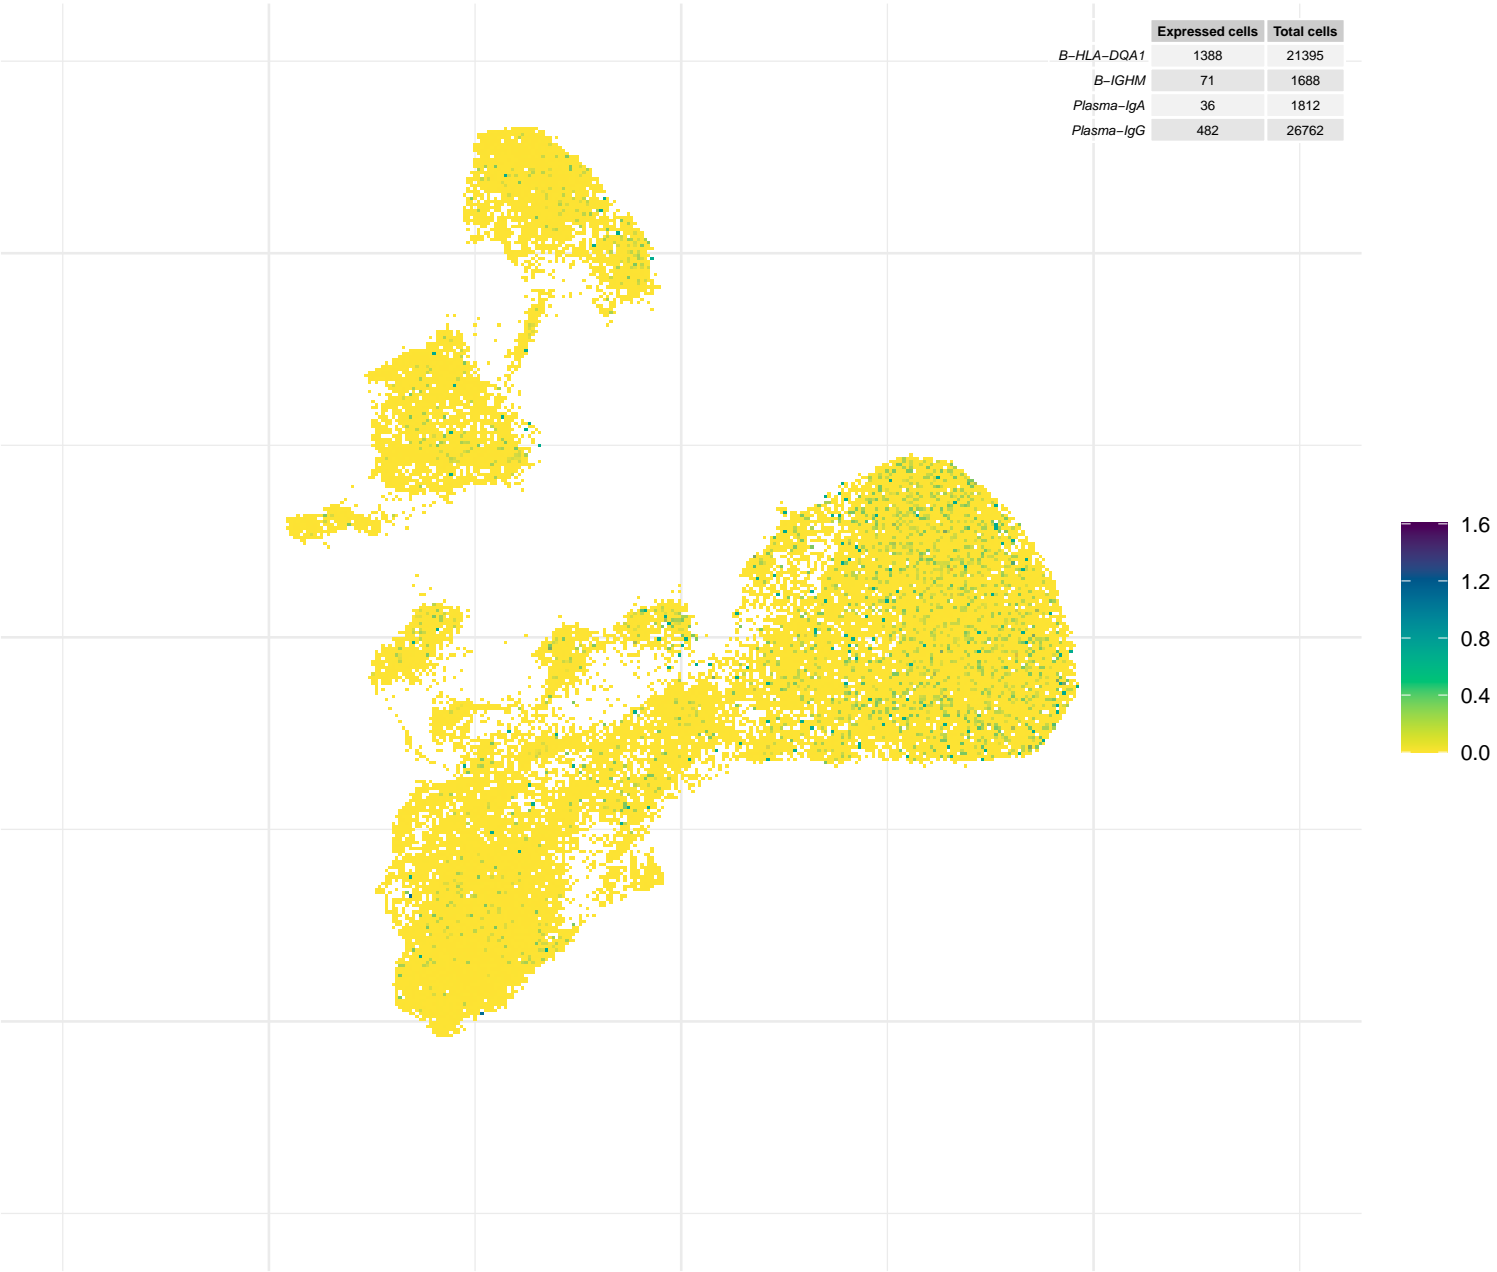 Expressed cells Total cells
B−HLA−DQA1 1388 21395
B−IGHM 71 1688
Plasma−IgA 36 1812
Plasma−IgG 482 26762
1.6
1.2
0.8
0.4
0.0